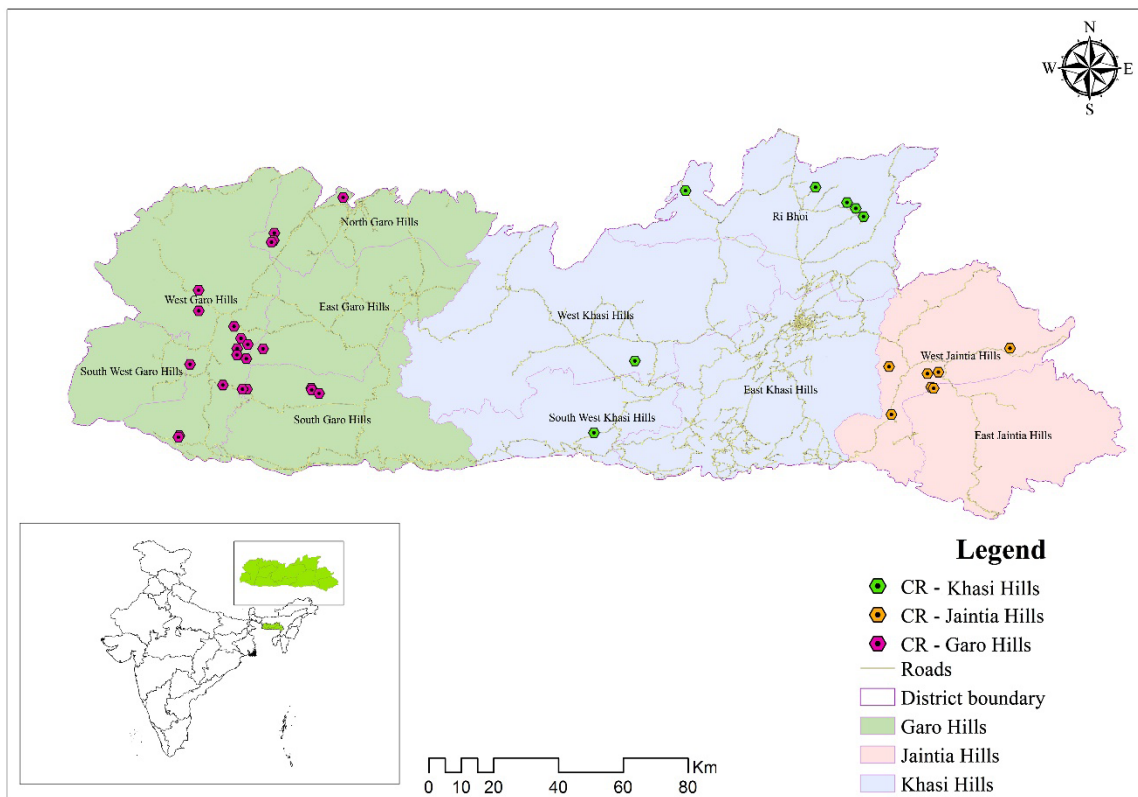 N
W E
S
North Garo Hills
Ri Bhoi
West Garo Hills
East Garo Hills
West Khasi Hills
South West Garo Hills
West Jaintia Hills
East Khasi Hills
South Garo Hills
South West Khasi Hills
East Jaintia Hills
Legend
CR - Khasi Hills
CR - Jaintia Hills
CR - Garo Hills
Roads
District boundary
Garo Hills
Jaintia Hills
Khasi Hills
Km
0 10 20 40 60 80